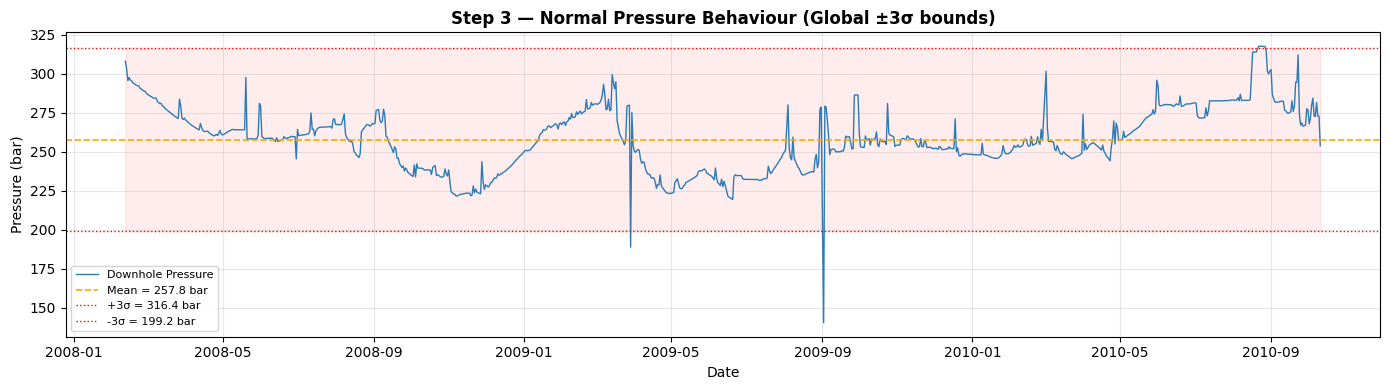 Step 3 — Normal Pressure Behaviour (Global ±3σ bounds)
325
300
275
250
225
200
175
150
Pressure (bar)
Downhole Pressure
Mean = 257.8 bar
+3σ = 316.4 bar
-3σ = 199.2 bar
2008-01 2008-05 2008-09 2009-01 2009-05 2009-09 2010-01 2010-05 2010-09
Date